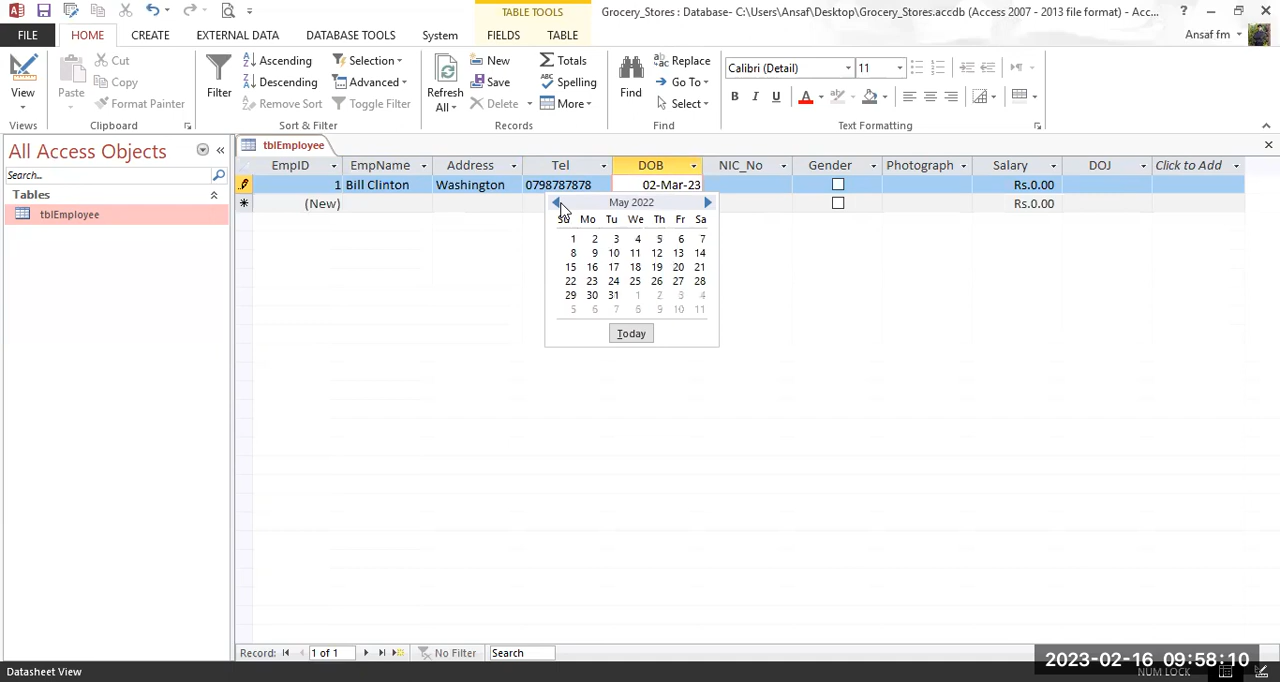 TABLE TOOLS
Grocery_Stores : Database- C:\Users\Ansaf\Desktop\Grocery_Stores.accdb (Access 2007 - 2013 file format) - Acc...
?
FILE HOME CREATE EXTERNAL DATA DATABASE TOOLS System FIELDS TABLE Ansaf fm
View
Views
Paste
Cut
Copy
Format Painter
Clipboard
Filter
Ascending
Descending
Remove Sort
Selection
Advanced
Toggle Filter
Sort & Filter
Refresh
All
New
Save
Delete
Totals
Spelling
More
Records
Find
Replace
Go To
Select
Find
Calibri (Detail) 11
B I U A ab
Text Formatting
All Access Objects
Search...
Tables
tblEmployee
tblEmployee
EmpID EmpName Address Tel DOB NIC_No Gender Photograph Salary DOJ Click to Add
1 Bill Clinton Washington 0798787878 02-Mar-23 Rs.0.00
(New) Rs.0.00
May 2022
Su Mo Tu We Th Fr Sa
1 2 3 4 5 6 7
8 9 10 11 12 13 14
15 16 17 18 19 20 21
22 23 24 25 26 27 28
29 30 31 1 2 3 4
5 6 7 8 9 10 11
Today
Record: 1 of 1 No Filter Search
Datasheet View
2023-02-16 09:58:10
NUM LOCK